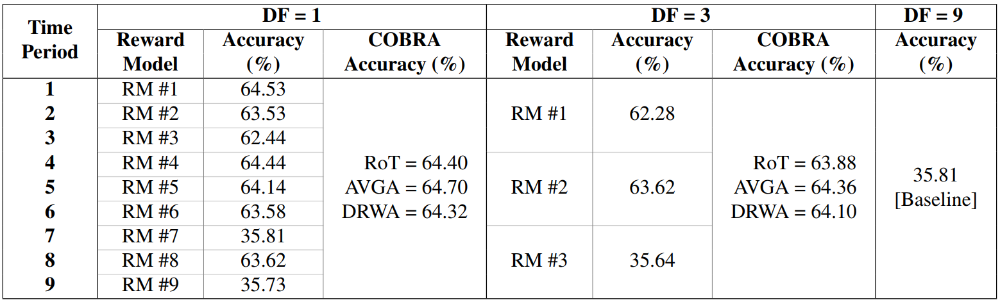 Time Period DF = 1 DF = 3 DF = 9
Reward Model Accuracy (%) COBRA Accuracy (%) Reward Model Accuracy (%) COBRA Accuracy (%) Accuracy (%)
1 RM #1 64.53
2 RM #2 63.53 RM #1 62.28
3 RM #3 62.44
4 RM #4 64.44 RoT = 64.40 RoT = 63.88
5 RM #5 64.14 AVGA = 64.70 RM #2 63.62 AVGA = 64.36 35.81 [Baseline]
6 RM #6 63.58 DRWA = 64.32 DRWA = 64.10
7 RM #7 35.81
8 RM #8 63.62 RM #3 35.64
9 RM #9 35.73